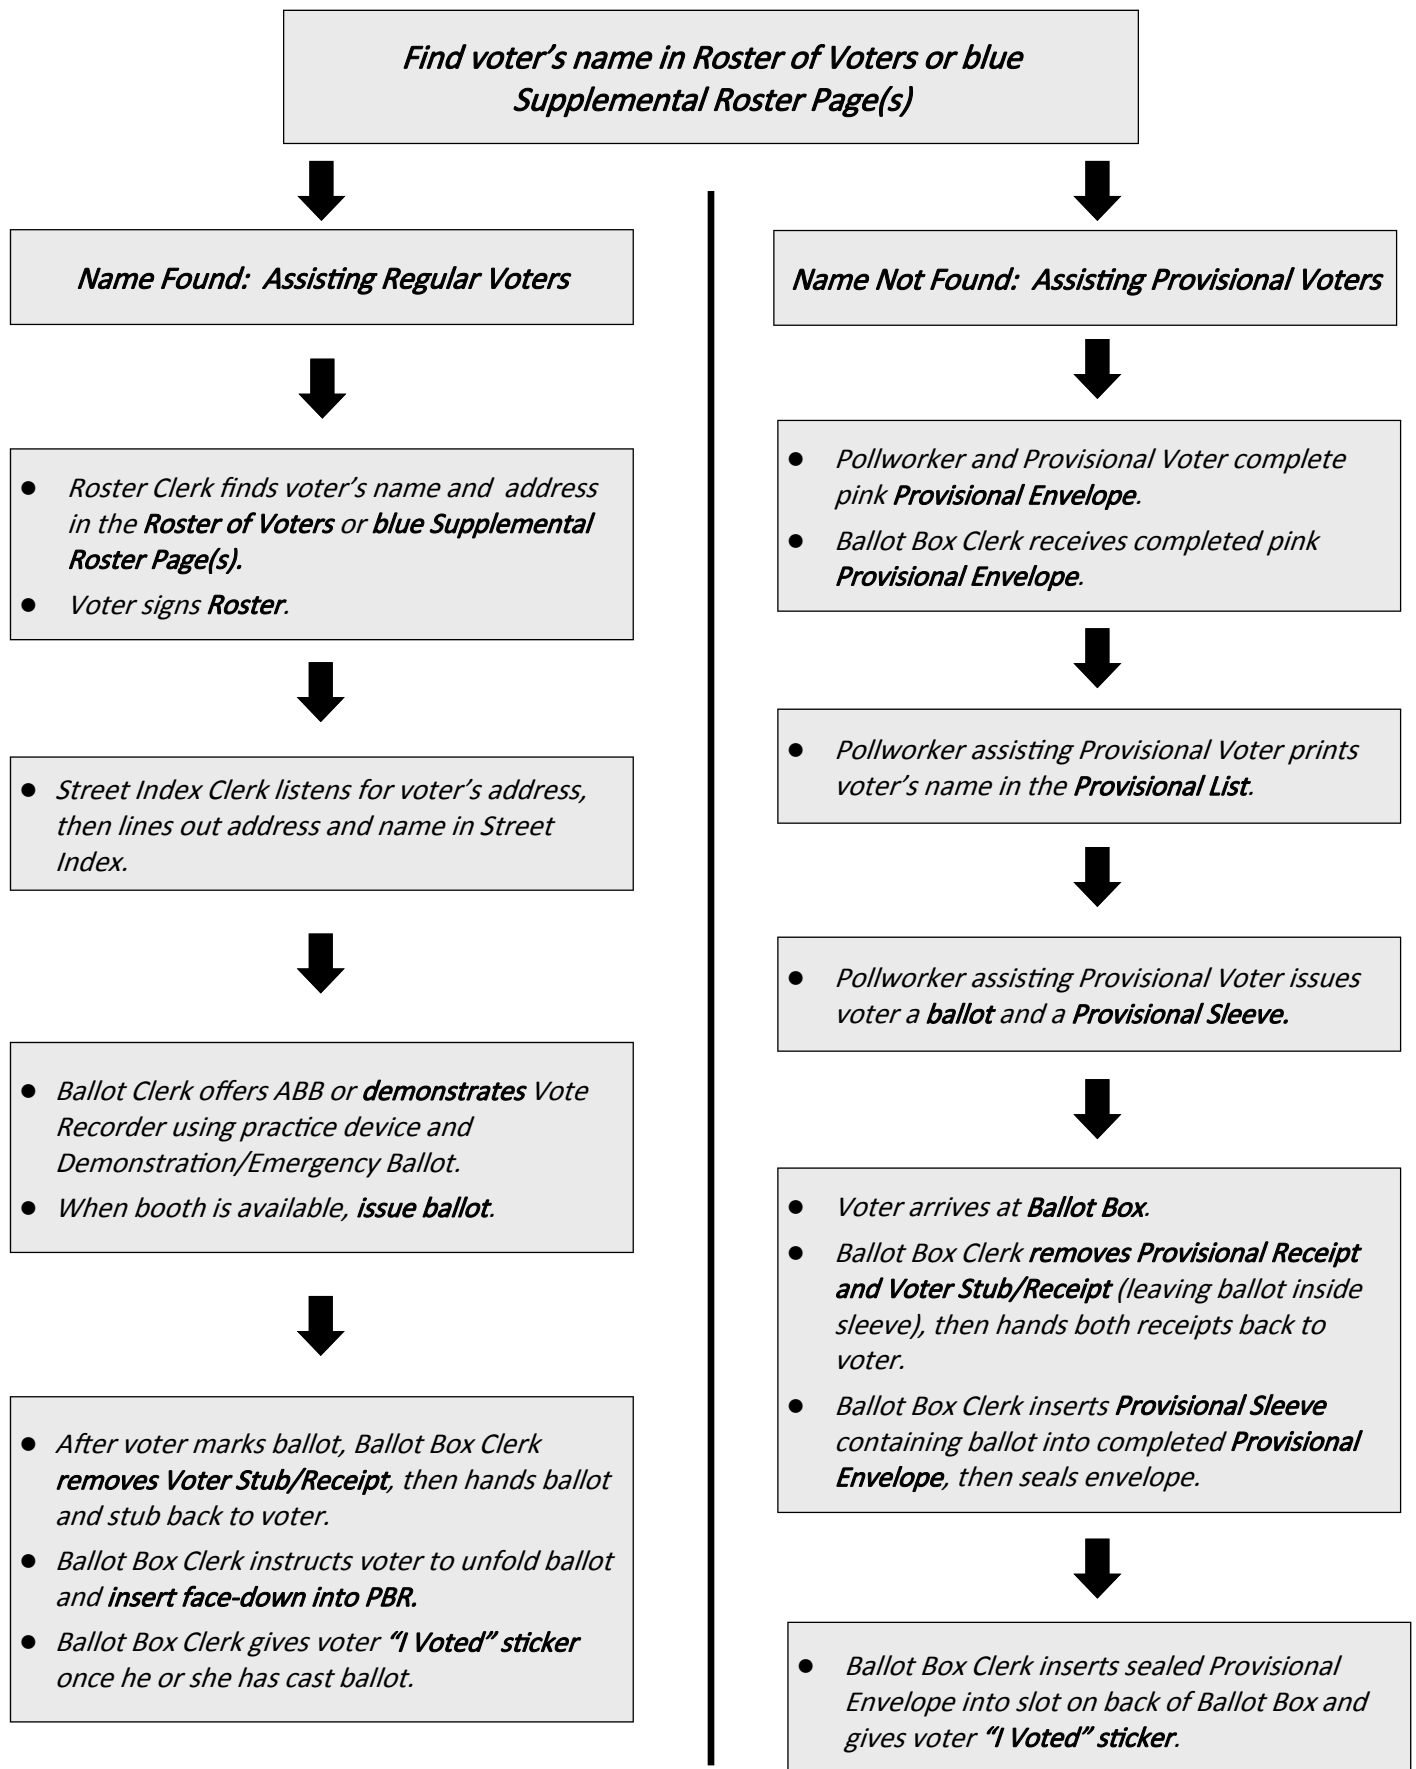 Find voter’s name in Roster of Voters or blue
Supplemental Roster Page(s)
Name Found:  Assisting Regular Voters
● Roster Clerk finds voter’s name and  address
in the Roster of Voters or blue Supplemental
Roster Page(s).
● Voter signs Roster.
● Street Index Clerk listens for voter’s address,
then lines out address and name in Street
Index.
● Ballot Clerk offers ABB or demonstrates Vote
Recorder using practice device and
Demonstration/Emergency Ballot.
● When booth is available, issue ballot.
● After voter marks ballot, Ballot Box Clerk
removes Voter Stub/Receipt, then hands ballot
and stub back to voter.
● Ballot Box Clerk instructs voter to unfold ballot
and insert face-down into PBR.
● Ballot Box Clerk gives voter “I Voted” sticker
once he or she has cast ballot.
Name Not Found:  Assisting Provisional Voters
● Pollworker and Provisional Voter complete
pink Provisional Envelope.
● Ballot Box Clerk receives completed pink
Provisional Envelope.
● Pollworker assisting Provisional Voter prints
voter’s name in the Provisional List.
● Pollworker assisting Provisional Voter issues
voter a ballot and a Provisional Sleeve.
● Voter arrives at Ballot Box.
● Ballot Box Clerk removes Provisional Receipt
and Voter Stub/Receipt (leaving ballot inside
sleeve), then hands both receipts back to
voter.
● Ballot Box Clerk inserts Provisional Sleeve
containing ballot into completed Provisional
Envelope, then seals envelope.
● Ballot Box Clerk inserts sealed Provisional
Envelope into slot on back of Ballot Box and
gives voter “I Voted” sticker.